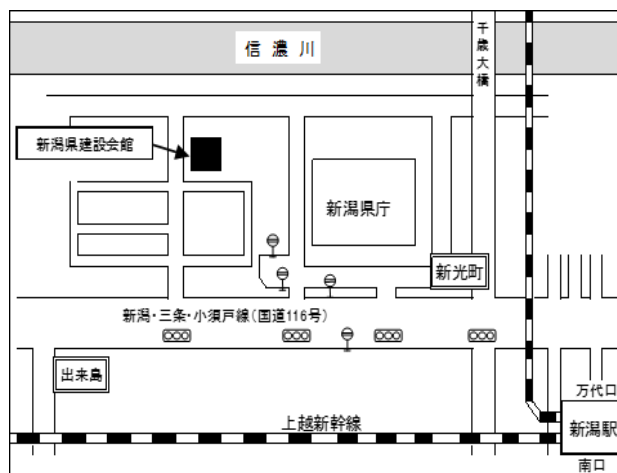 信濃川
千歳大橋
新潟県建設会館
新潟県庁
新光町
新潟・三条・小須戸線(国道116号)
出来島
万代口
上越新幹線
新潟駅
南口